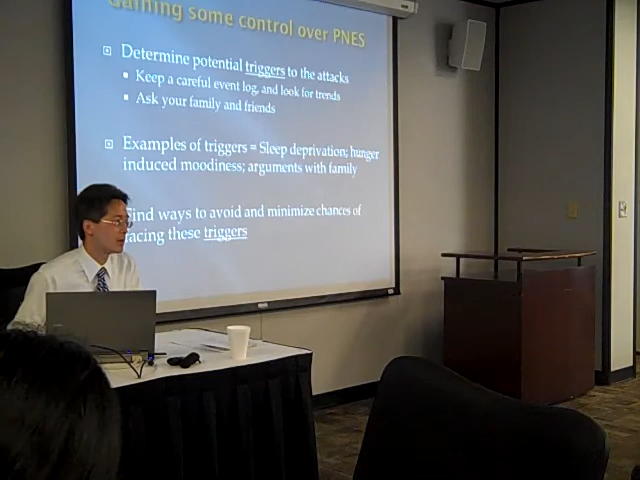 Gaining some control over PNES
Determine potential triggers to the attacks
Keep a careful event log, and look for trends
Ask your family and friends
Examples of triggers = Sleep deprivation; hunger
induced moodiness; arguments with family
Find ways to avoid and minimize chances of
facing these triggers